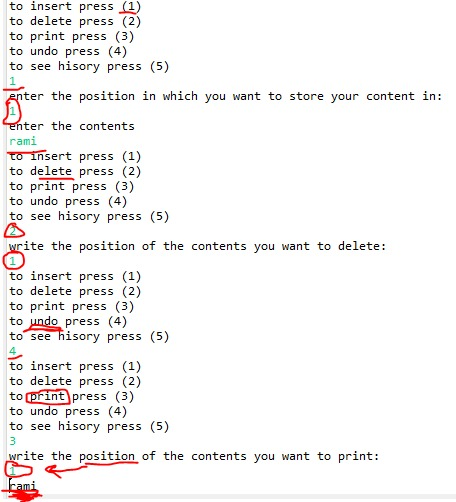 to insert press (1)
to delete press (2)
to print press (3)
to undo press (4)
to see hisory press (5)
1
enter the position in which you want to store your content in:
1
enter the contents
rami
to insert press (1)
to delete press (2)
to print press (3)
to undo press (4)
to see hisory press (5)
2
write the position of the contents you want to delete:
1
to insert press (1)
to delete press (2)
to print press (3)
to undo press (4)
to see hisory press (5)
4
to insert press (1)
to delete press (2)
to print press (3)
to undo press (4)
to see hisory press (5)
3
write the position of the contents you want to print:
1
rami